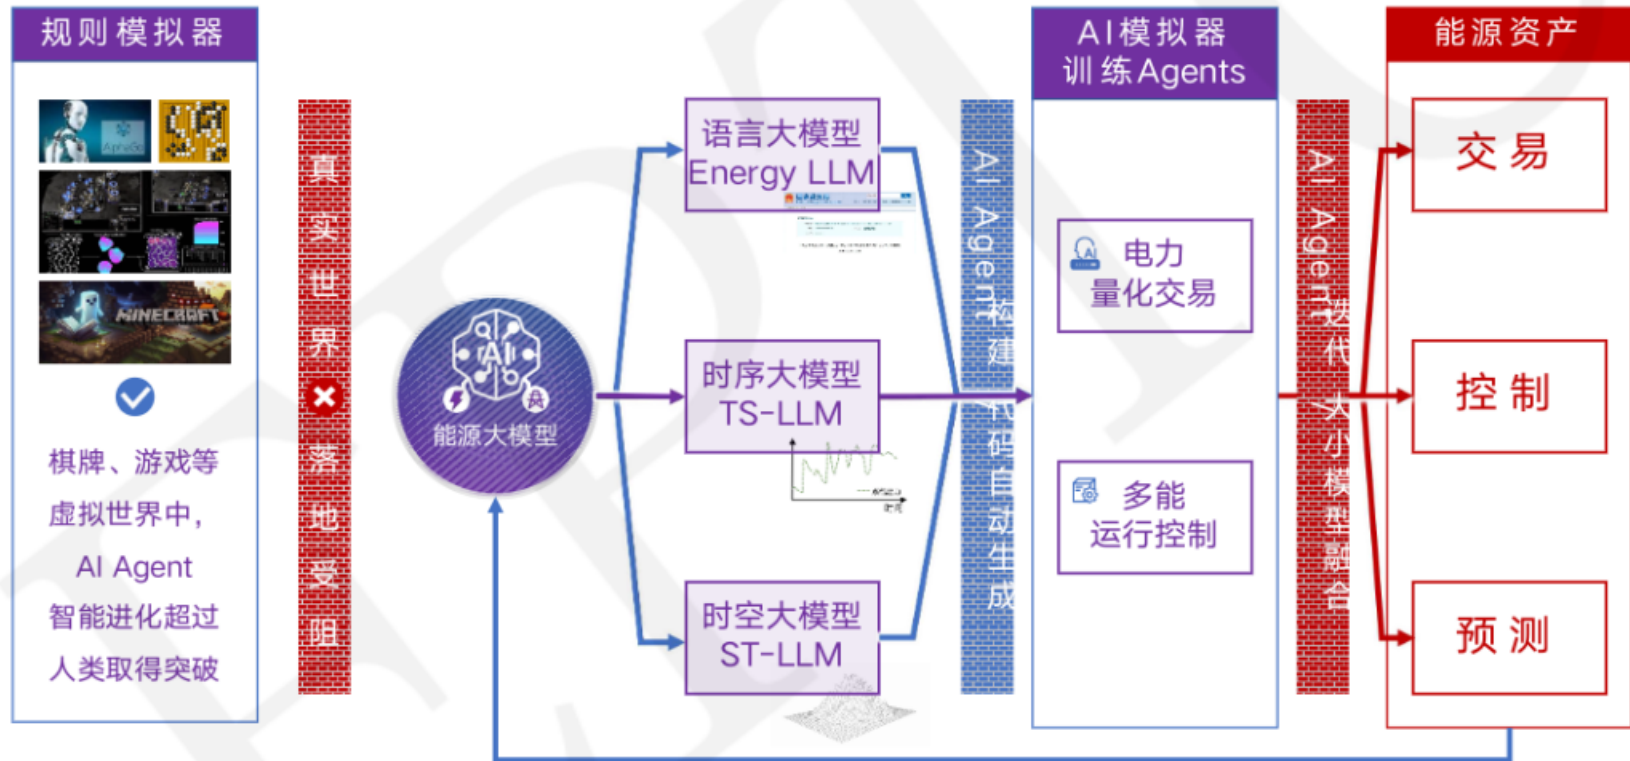 规则模拟器
AlphaGo
MINECRAFT
棋牌、游戏等
虚拟世界中，
AI Agent
智能进化超过
人类取得突破
真实世界落地受阻
AI
能源大模型
语言大模型
Energy LLM
时序大模型
TS-LLM
时间
时空大模型
ST-LLM
AI Agent构建/代码自动生成
AI模拟器
训练Agents
AI
电力
量化交易
多能
运行控制
AI Agent迭代/大小模型融合
能源资产
交易
控制
预测